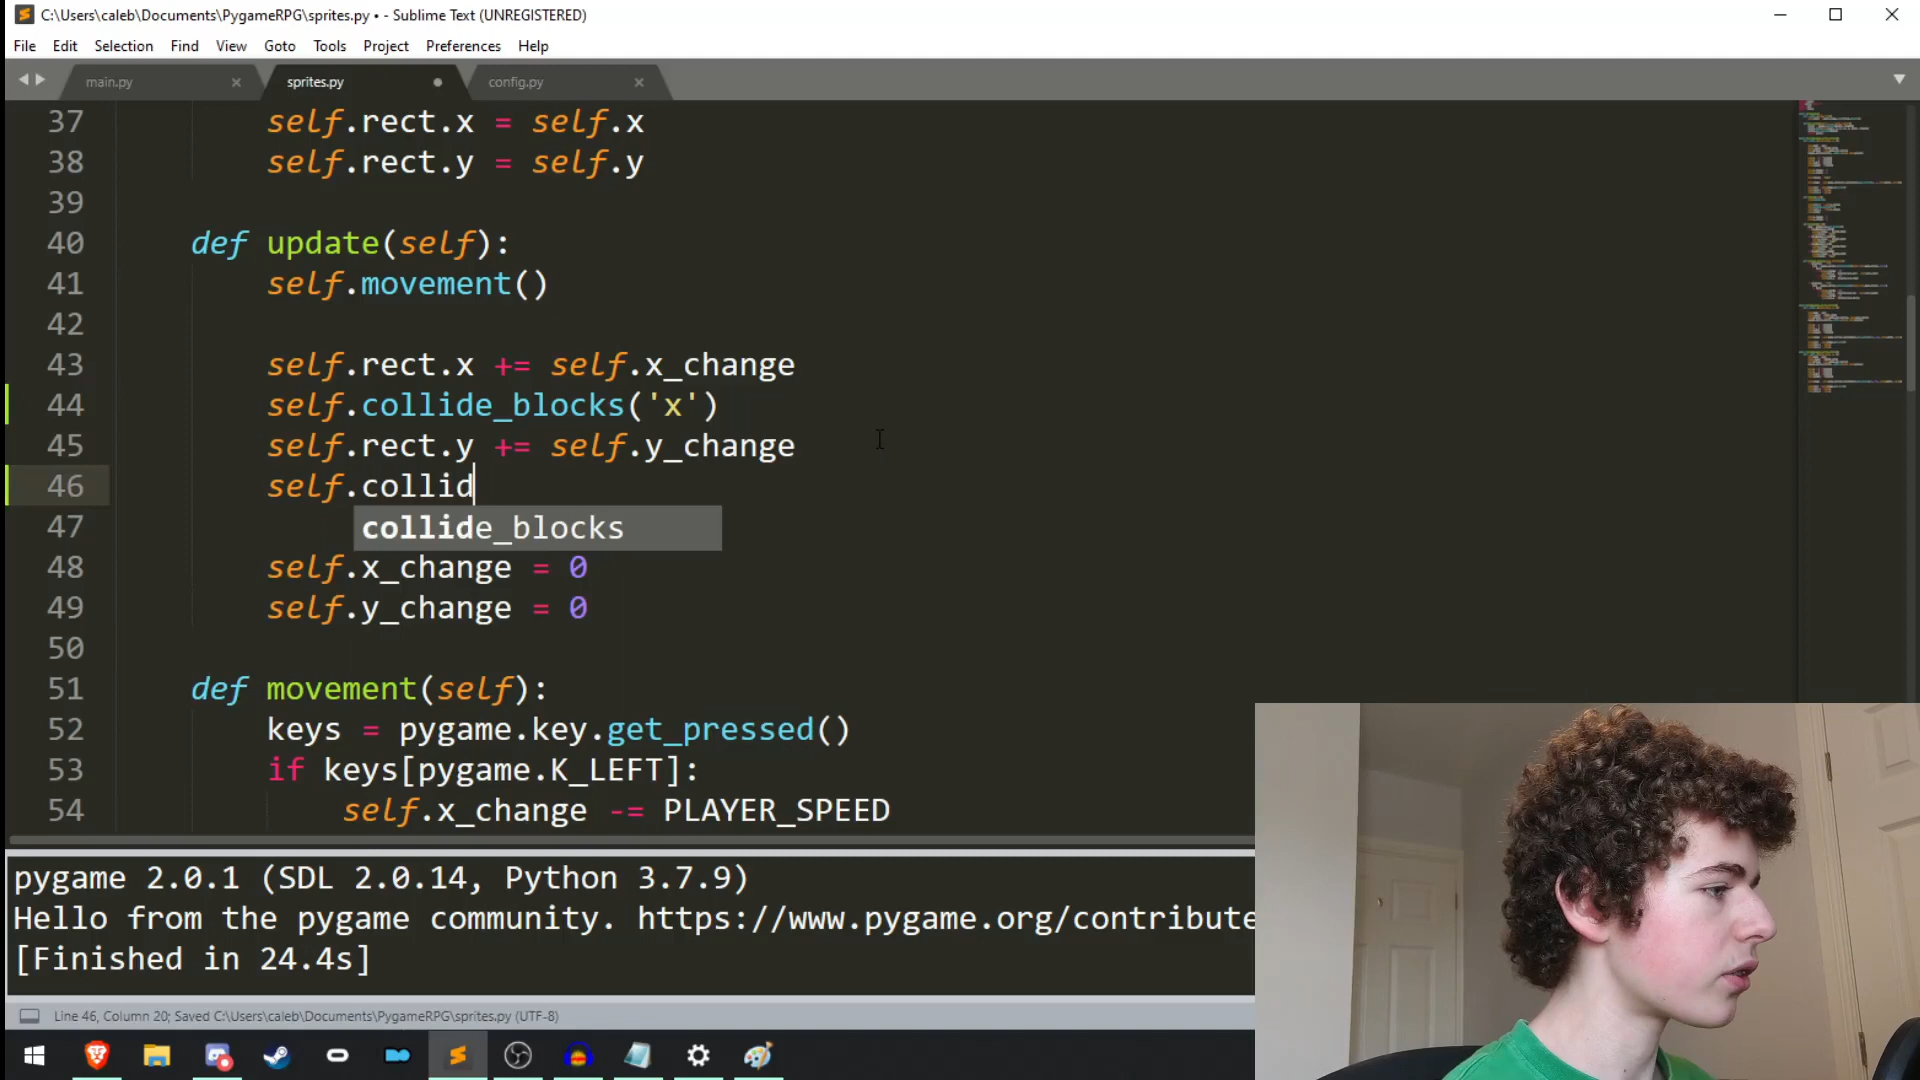 C:\Users\caleb\Documents\PygameRPG\sprites.py • - Sublime Text (UNREGISTERED)
File Edit Selection Find View Goto Tools Project Preferences Help
main.py sprites.py config.py
37 self.rect.x = self.x
38 self.rect.y = self.y
39
40 def update(self):
41 self.movement()
42
43 self.rect.x += self.x_change
44 self.collide_blocks('x')
45 self.rect.y += self.y_change
46 self.collid
47 collide_blocks
48 self.x_change = 0
49 self.y_change = 0
50
51 def movement(self):
52 keys = pygame.key.get_pressed()
53 if keys[pygame.K_LEFT]:
54 self.x_change -= PLAYER_SPEED
pygame 2.0.1 (SDL 2.0.14, Python 3.7.9)
Hello from the pygame community. https://www.pygame.org/contribute
[Finished in 24.4s]
Line 46, Column 20; Saved C:\Users\caleb\Documents\PygameRPG\sprites.py (UTF-8)